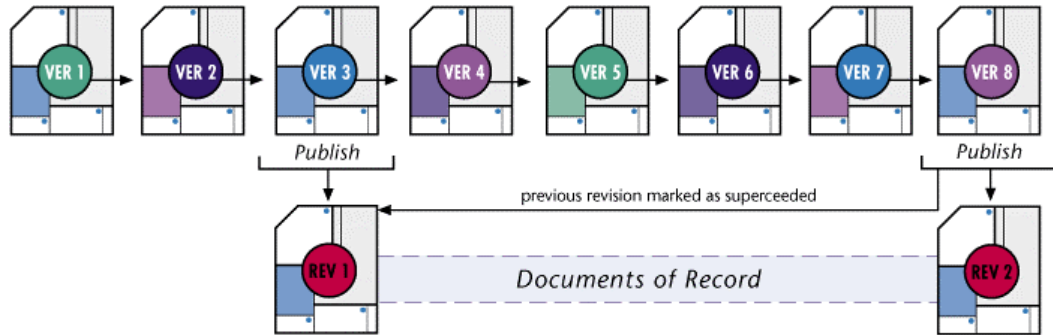 VER 1
VER 2
VER 3
VER 4
VER 5
VER 6
VER 7
VER 8
Publish
Publish
previous revision marked as superceeded
REV 1
Documents of Record
REV 2